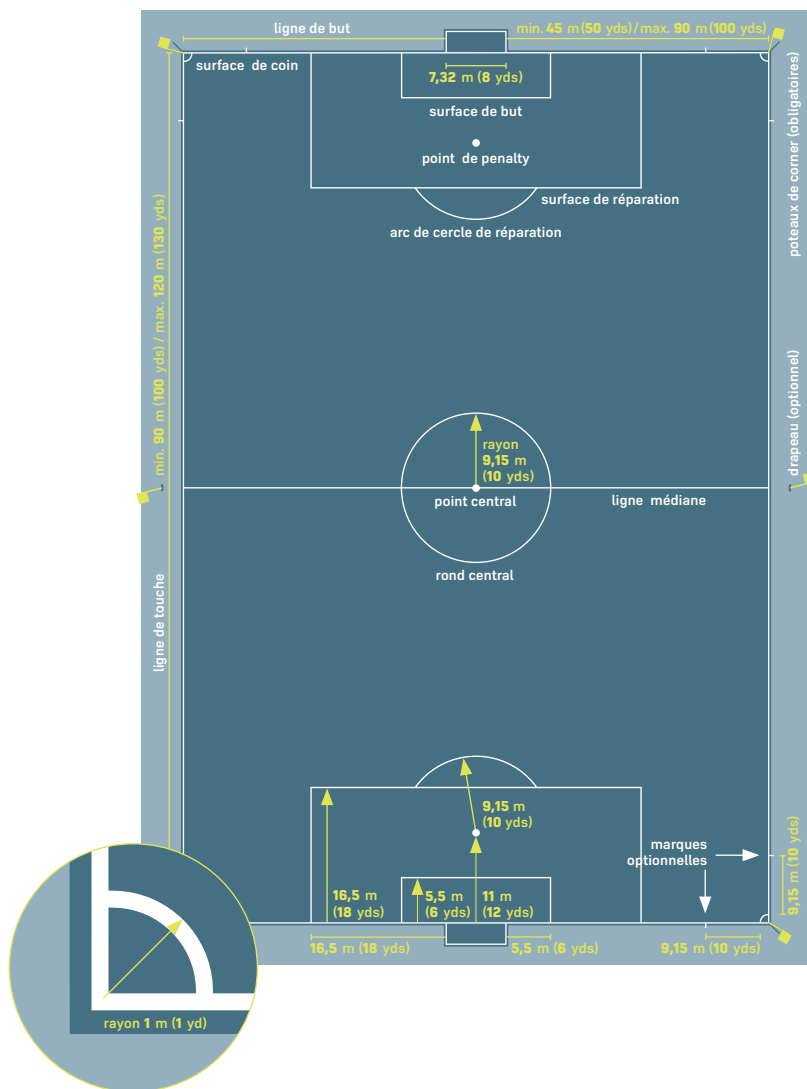 ligne de but
min. 45 m (50 yds) / max. 90 m (100 yds)
surface de coin
7,32 m (8 yds)
surface de but
point de penalty
surface de réparation
arc de cercle de réparation
poteaux de corner (obligatoires)
min. 90 m (100 yds) / max. 120 m (130 yds)
drapeau (optionnel)
rayon
9,15 m
(10 yds)
point central
ligne médiane
rond central
ligne de touche
9,15 m
(10 yds)
marques
optionnelles
9,15 m (10 yds)
16,5 m
(18 yds)
5,5 m
(6 yds)
11 m
(12 yds)
16,5 m (18 yds)
5,5 m (6 yds)
9,15 m (10 yds)
rayon 1 m (1 yd)